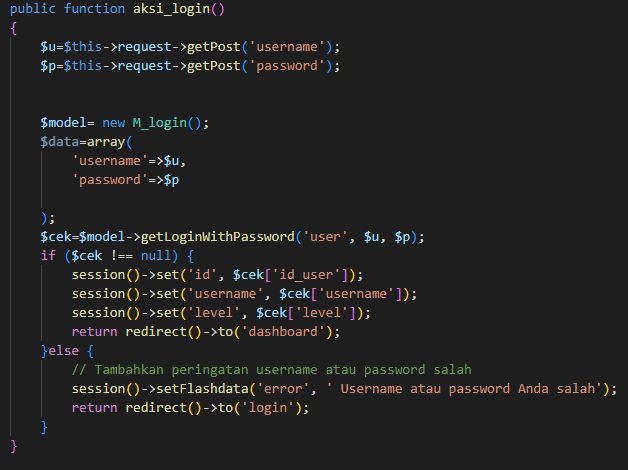 public function aksi_login()
{
    $u=$this->request->getPost('username');
    $p=$this->request->getPost('password');
    $model= new M_login();
    $data=array(
        'username'=>$u,
        'password'=>$p
    );
    $cek=$model->getLoginWithPassword('user', $u, $p);
    if ($cek !== null) {
        session()->set('id', $cek['id_user']);
        session()->set('username', $cek['username']);
        session()->set('level', $cek['level']);
        return redirect()->to('dashboard');
    }else {
        // Tambahkan peringatan username atau password salah
        session()->setFlashdata('error', ' Username atau password Anda salah');
        return redirect()->to('login');
    }
}